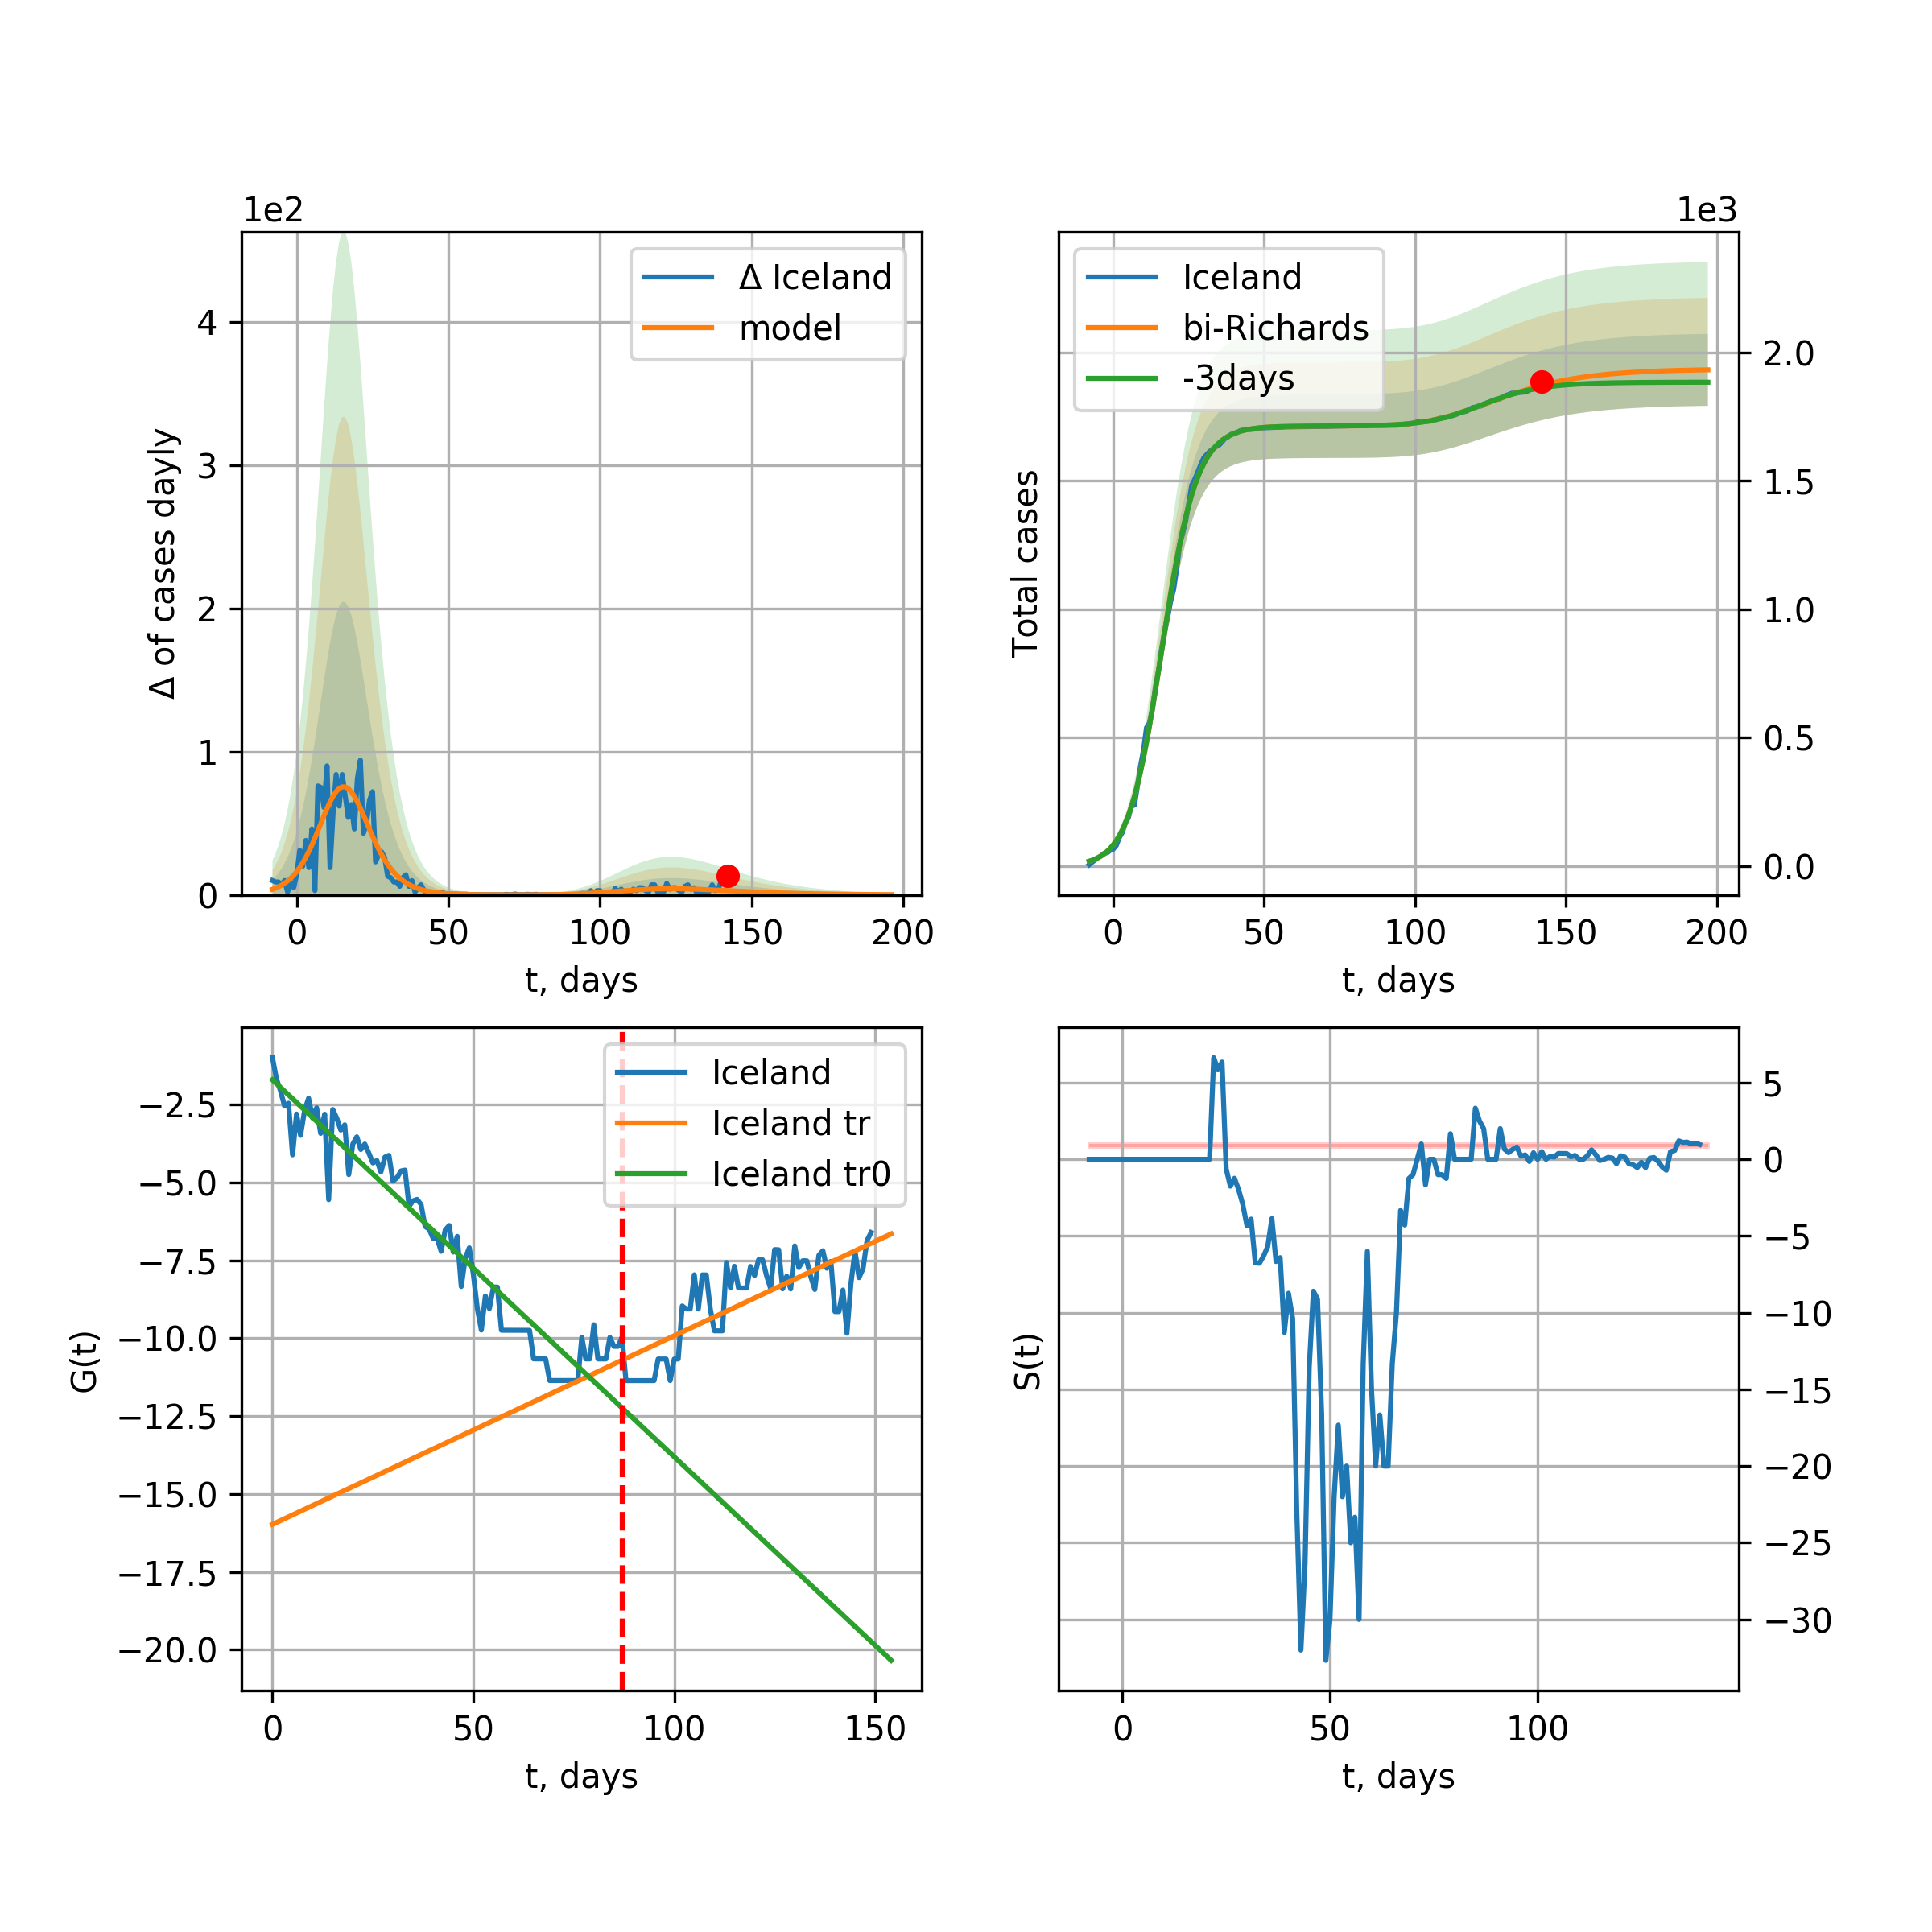 1e2
Δ Iceland
model
Δ of cases dayly
4
3
2
1
0
0 50 100 150 200
t, days
1e3
Iceland
bi-Richards
-3days
Total cases
2.0
1.5
1.0
0.5
0.0
0 50 100 150 200
t, days
Iceland
Iceland tr
Iceland tr0
G(t)
−2.5
−5.0
−7.5
−10.0
−12.5
−15.0
−17.5
−20.0
0 50 100 150
t, days
S(t)
5
0
−5
−10
−15
−20
−25
−30
0 50 100
t, days